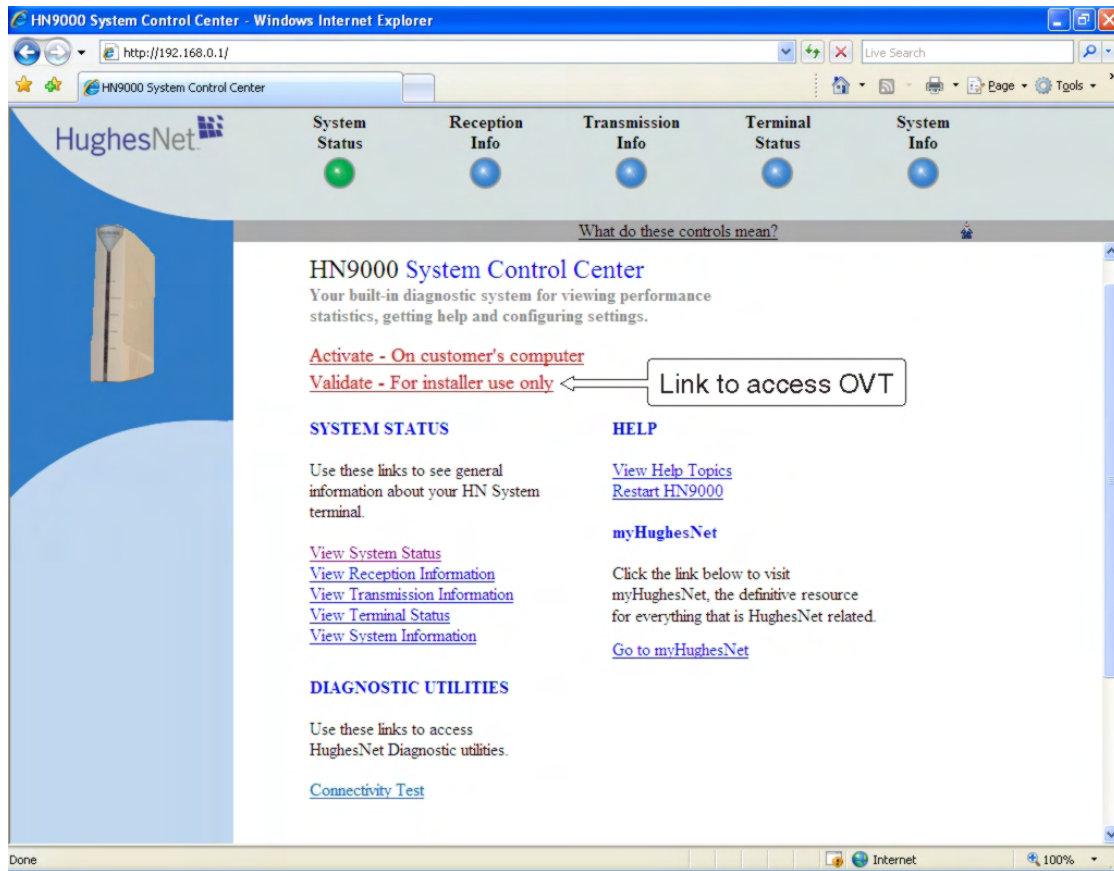 HN9000 System Control Center - Windows Internet Explorer
http://192.168.0.1/
Live Search
HN9000 System Control Center
Page
Tools
HughesNet
System Status
Reception Info
Transmission Info
Terminal Status
System Info
What do these controls mean?
HN9000 System Control Center
Your built-in diagnostic system for viewing performance
statistics, getting help and configuring settings.
Activate - On customer's computer
Validate - For installer use only
Link to access OVT
SYSTEM STATUS
Use these links to see general
information about your HN System
terminal.
View System Status
View Reception Information
View Transmission Information
View Terminal Status
View System Information
DIAGNOSTIC UTILITIES
Use these links to access
HughesNet Diagnostic utilities.
Connectivity Test
HELP
View Help Topics
Restart HN9000
myHughesNet
Click the link below to visit
myHughesNet, the definitive resource
for everything that is HughesNet related.
Go to myHughesNet
Done
Internet
100%